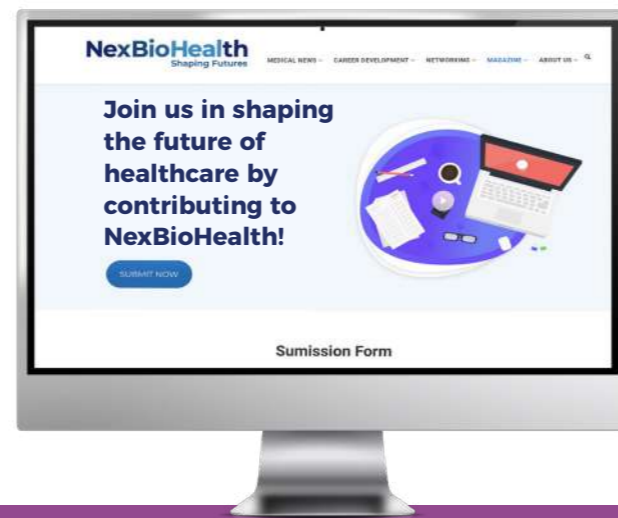 NexBioHealth
Shaping Futures
MEDICAL NEWS
CAREER DEVELOPMENT
NETWORKING
MAGAZINE
ABOUT US
Join us in shaping
the future of
healthcare by
contributing to
NexBioHealth!
SUBMIT NOW
Sumission Form